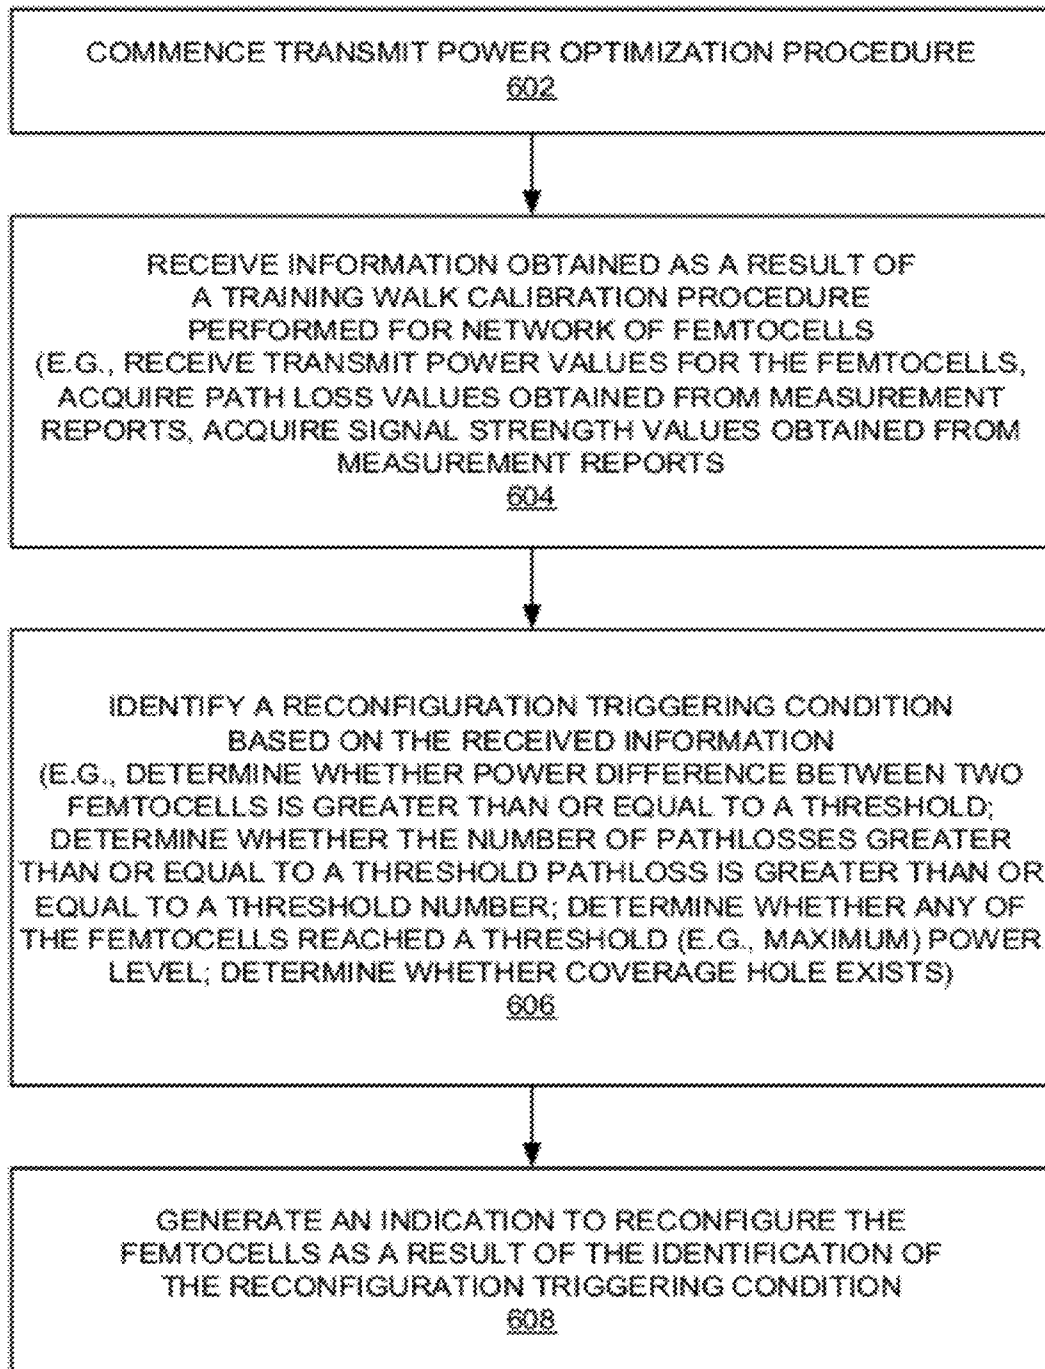 COMMENCE TRANSMIT POWER OPTIMIZATION PROCEDURE
602
RECEIVE INFORMATION OBTAINED AS A RESULT OF
A TRAINING WALK CALIBRATION PROCEDURE
PERFORMED FOR NETWORK OF FEMTOCELLS
(E.G., RECEIVE TRANSMIT POWER VALUES FOR THE FEMTOCELLS,
ACQUIRE PATH LOSS VALUES OBTAINED FROM MEASUREMENT
REPORTS, ACQUIRE SIGNAL STRENGTH VALUES OBTAINED FROM
MEASUREMENT REPORTS
604
IDENTIFY A RECONFIGURATION TRIGGERING CONDITION
BASED ON THE RECEIVED INFORMATION
(E.G., DETERMINE WHETHER POWER DIFFERENCE BETWEEN TWO
FEMTOCELLS IS GREATER THAN OR EQUAL TO A THRESHOLD;
DETERMINE WHETHER THE NUMBER OF PATHLOSSES GREATER
THAN OR EQUAL TO A THRESHOLD PATHLOSS IS GREATER THAN OR
EQUAL TO A THRESHOLD NUMBER; DETERMINE WHETHER ANY OF
THE FEMTOCELLS REACHED A THRESHOLD (E.G., MAXIMUM) POWER
LEVEL; DETERMINE WHETHER COVERAGE HOLE EXISTS)
606
GENERATE AN INDICATION TO RECONFIGURE THE
FEMTOCELLS AS A RESULT OF THE IDENTIFICATION OF
THE RECONFIGURATION TRIGGERING CONDITION
608